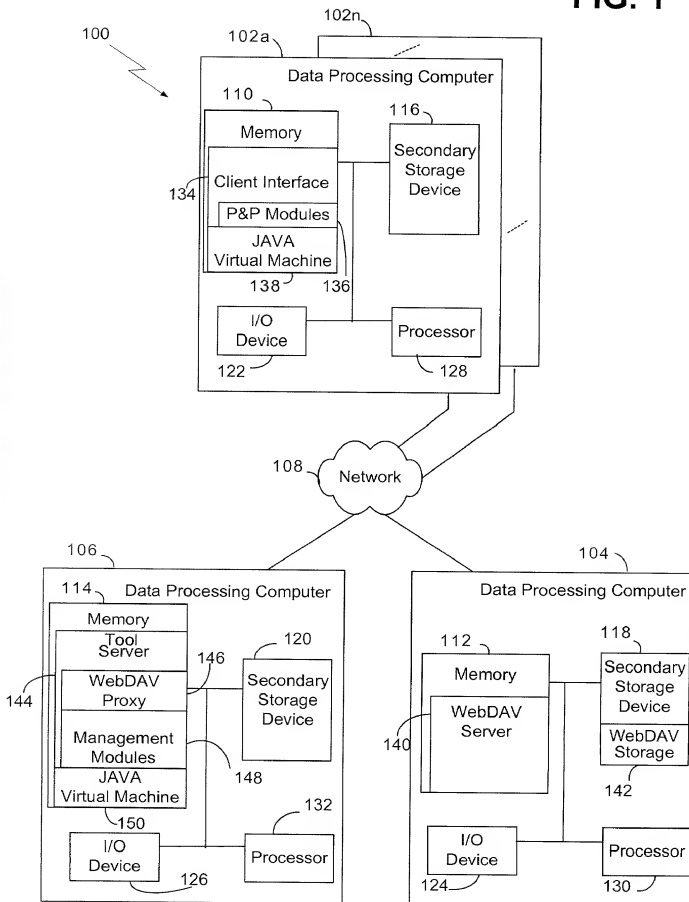 FIG. 1
102n
102a
100
Data Processing Computer
110
116
Memory
Secondary
Storage
Device
Client Interface
134
P&P Modules
JAVA
Virtual Machine
138
136
I/O
Device
Processor
122
128
108
Network
106
104
Data Processing Computer
Data Processing Computer
114
Memory
Tool
Server
120
112
118
146
Memory
Secondary
Storage
Device
144
WebDAV
Proxy
Secondary
Storage
Device
WebDAV
Server
140
Management
Modules
WebDAV
Storage
148
142
JAVA
Virtual Machine
150
132
I/O
Device
Processor
I/O
Device
Processor
126
124
130